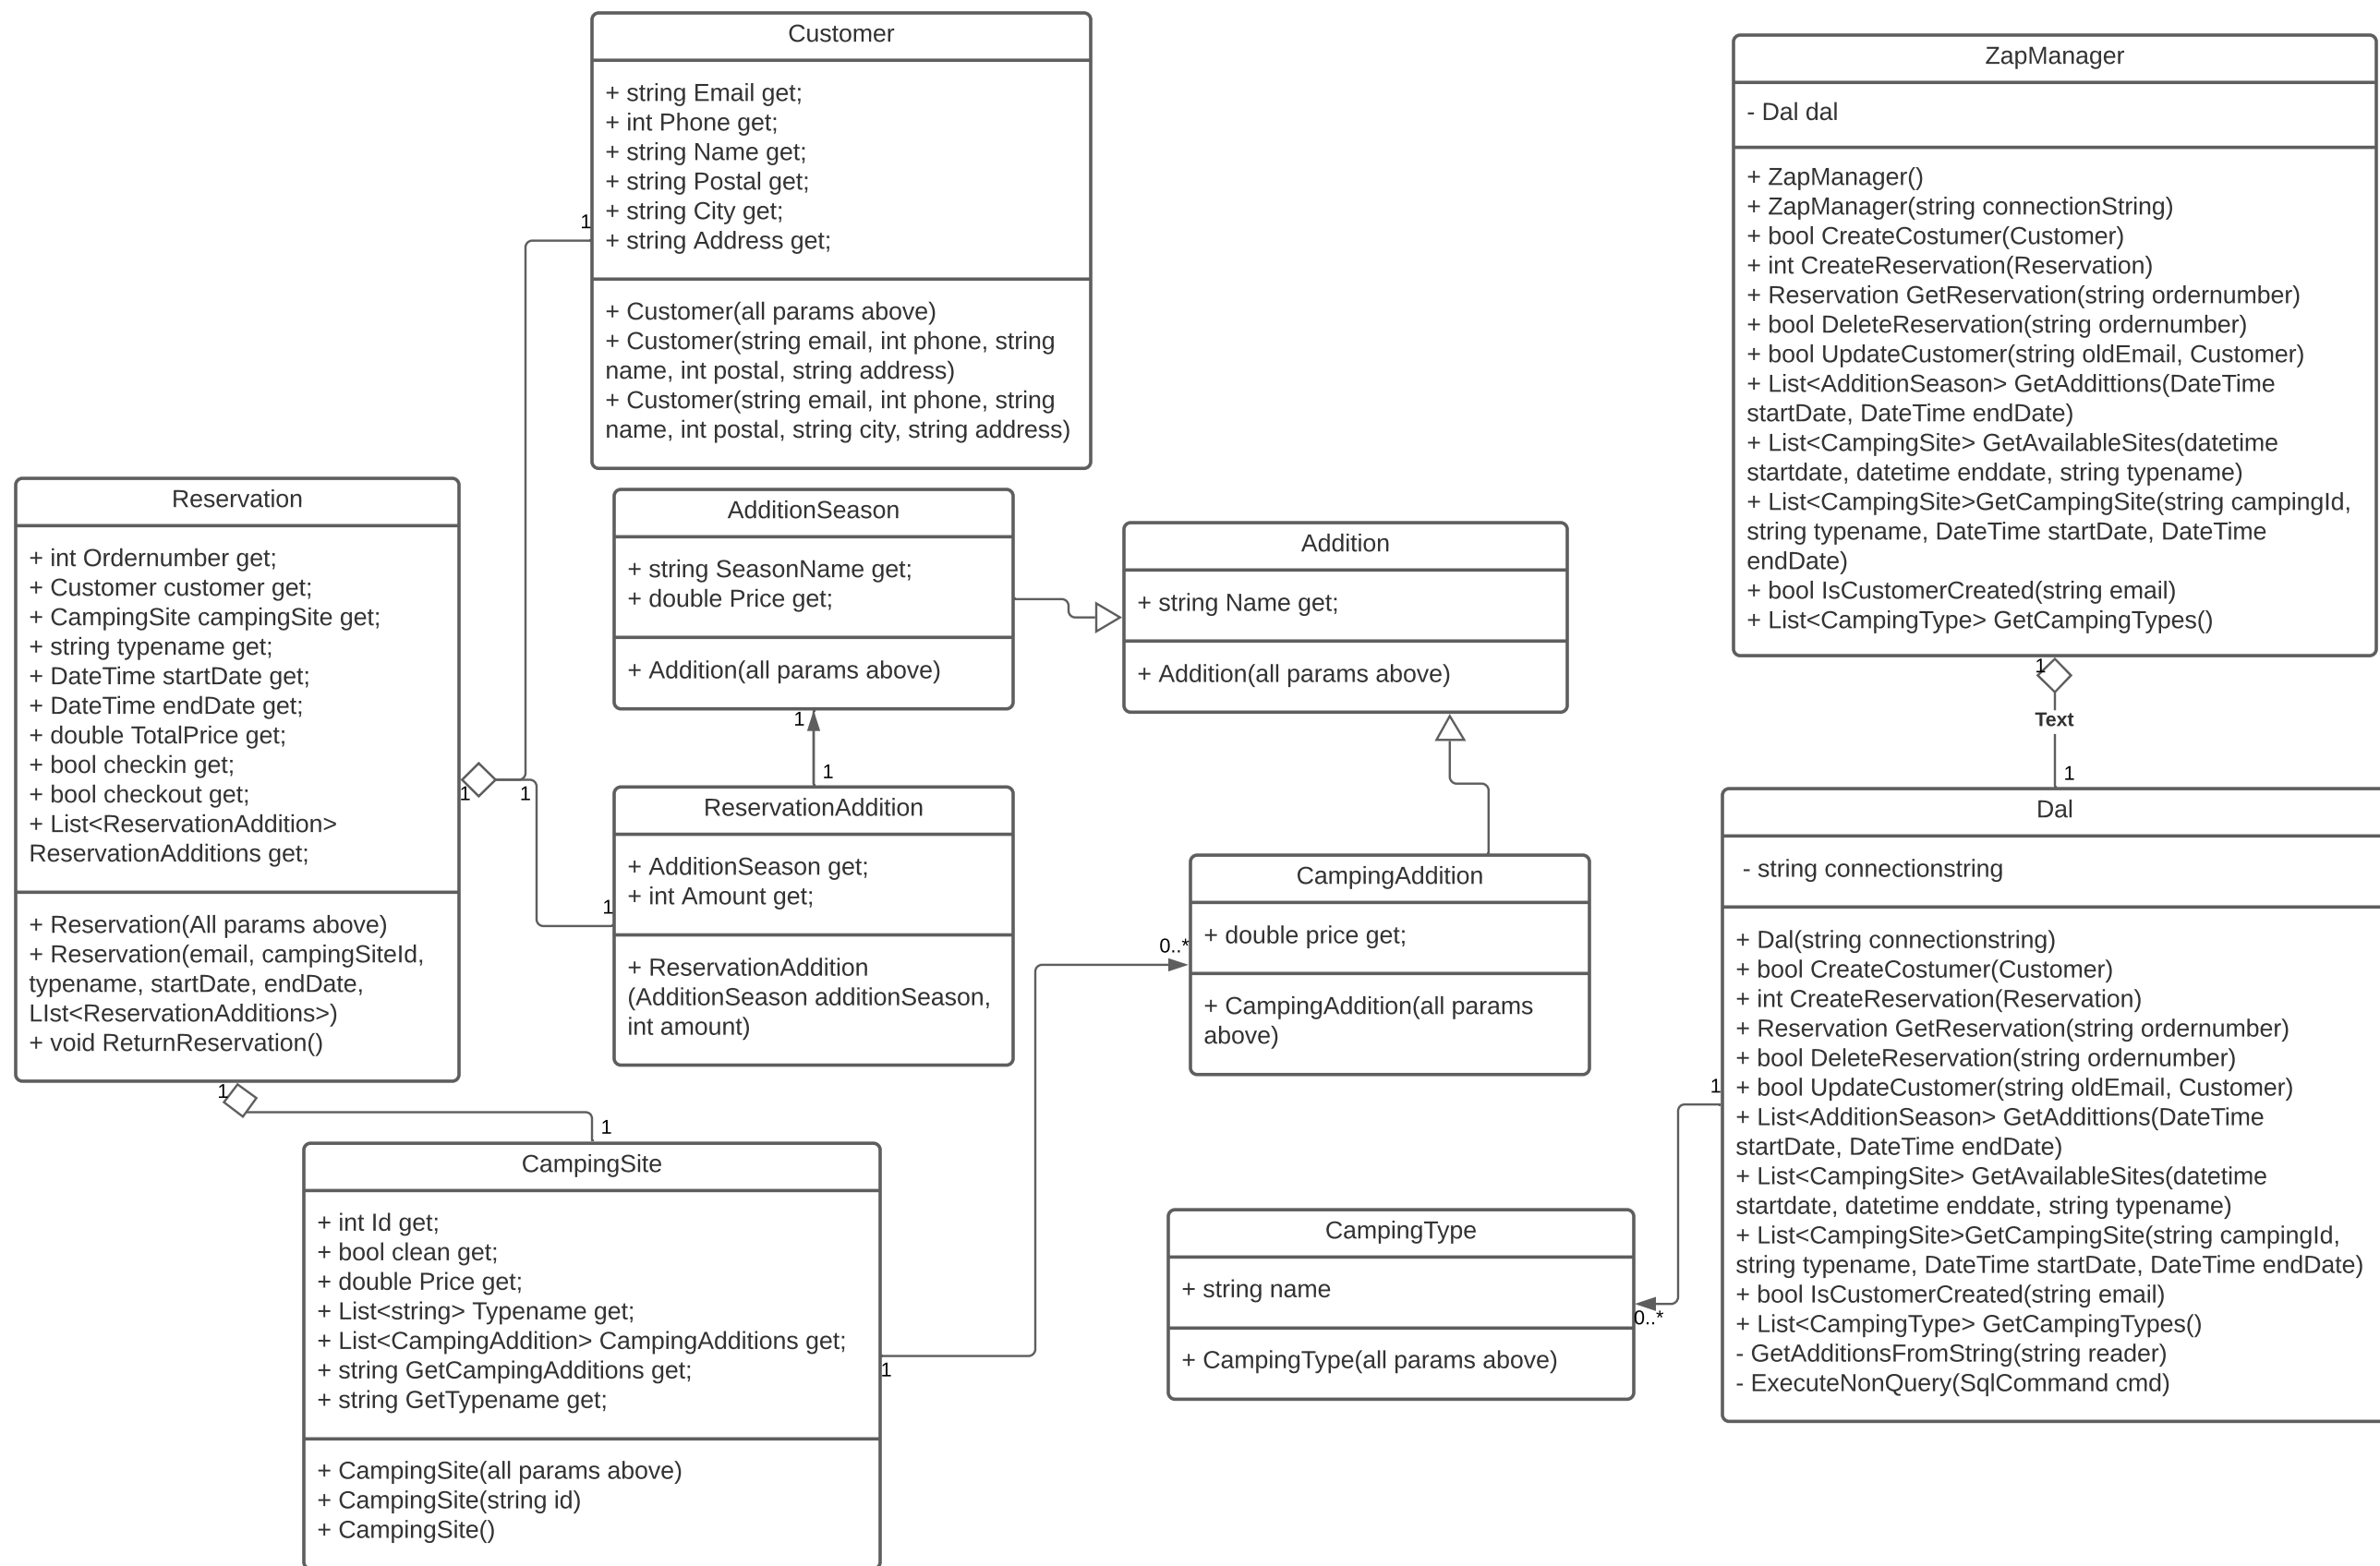 Customer
+ string Email get;
+ int Phone get;
+ string Name get;
+ string Postal get;
+ string City get;
+ string Address get;
+ Customer(all params above)
+ Customer(string email, int phone, string
name, int postal, string address)
+ Customer(string email, int phone, string
name, int postal, string city, string address)
1
ZapManager
- Dal dal
+ ZapManager()
+ ZapManager(string connectionString)
+ bool CreateCostumer(Customer)
+ int CreateReservation(Reservation)
+ Reservation GetReservation(string ordernumber)
+ bool DeleteReservation(string ordernumber)
+ bool UpdateCustomer(string oldEmail, Customer)
+ List<AdditionSeason> GetAddittions(DateTime
startDate, DateTime endDate)
+ List<CampingSite> GetAvailableSites(datetime
startdate, datetime enddate, string typename)
+ List<CampingSite>GetCampingSite(string campingId,
string typename, DateTime startDate, DateTime
endDate)
+ bool IsCustomerCreated(string email)
+ List<CampingType> GetCampingTypes()
1
Text
1
Reservation
+ int Ordernumber get;
+ Customer customer get;
+ CampingSite campingSite get;
+ string typename get;
+ DateTime startDate get;
+ DateTime endDate get;
+ double TotalPrice get;
+ bool checkin get;
+ bool checkout get;
+ List<ReservationAddition>
ReservationAdditions get;
+ Reservation(All params above)
+ Reservation(email, campingSiteId,
typename, startDate, endDate,
LIst<ReservationAdditions>)
+ void ReturnReservation()
1
1
1
AdditionSeason
+ string SeasonName get;
+ double Price get;
+ Addition(all params above)
1
1
Addition
+ string Name get;
+ Addition(all params above)
ReservationAddition
+ AdditionSeason get;
+ int Amount get;
+ ReservationAddition
(AdditionSeason additionSeason,
int amount)
CampingAddition
+ double price get;
+ CampingAddition(all params
above)
0..*
Dal
- string connectionstring
+ Dal(string connectionstring)
+ bool CreateCostumer(Customer)
+ int CreateReservation(Reservation)
+ Reservation GetReservation(string ordernumber)
+ bool DeleteReservation(string ordernumber)
+ bool UpdateCustomer(string oldEmail, Customer)
+ List<AdditionSeason> GetAddittions(DateTime
startDate, DateTime endDate)
+ List<CampingSite> GetAvailableSites(datetime
startdate, datetime enddate, string typename)
+ List<CampingSite>GetCampingSite(string campingId,
string typename, DateTime startDate, DateTime endDate)
+ bool IsCustomerCreated(string email)
+ List<CampingType> GetCampingTypes()
- GetAdditionsFromString(string reader)
- ExecuteNonQuery(SqlCommand cmd)
1
1
1
CampingSite
+ int Id get;
+ bool clean get;
+ double Price get;
+ List<string> Typename get;
+ List<CampingAddition> CampingAdditions get;
+ string GetCampingAdditions get;
+ string GetTypename get;
+ CampingSite(all params above)
+ CampingSite(string id)
+ CampingSite()
1
CampingType
+ string name
+ CampingType(all params above)
0..*